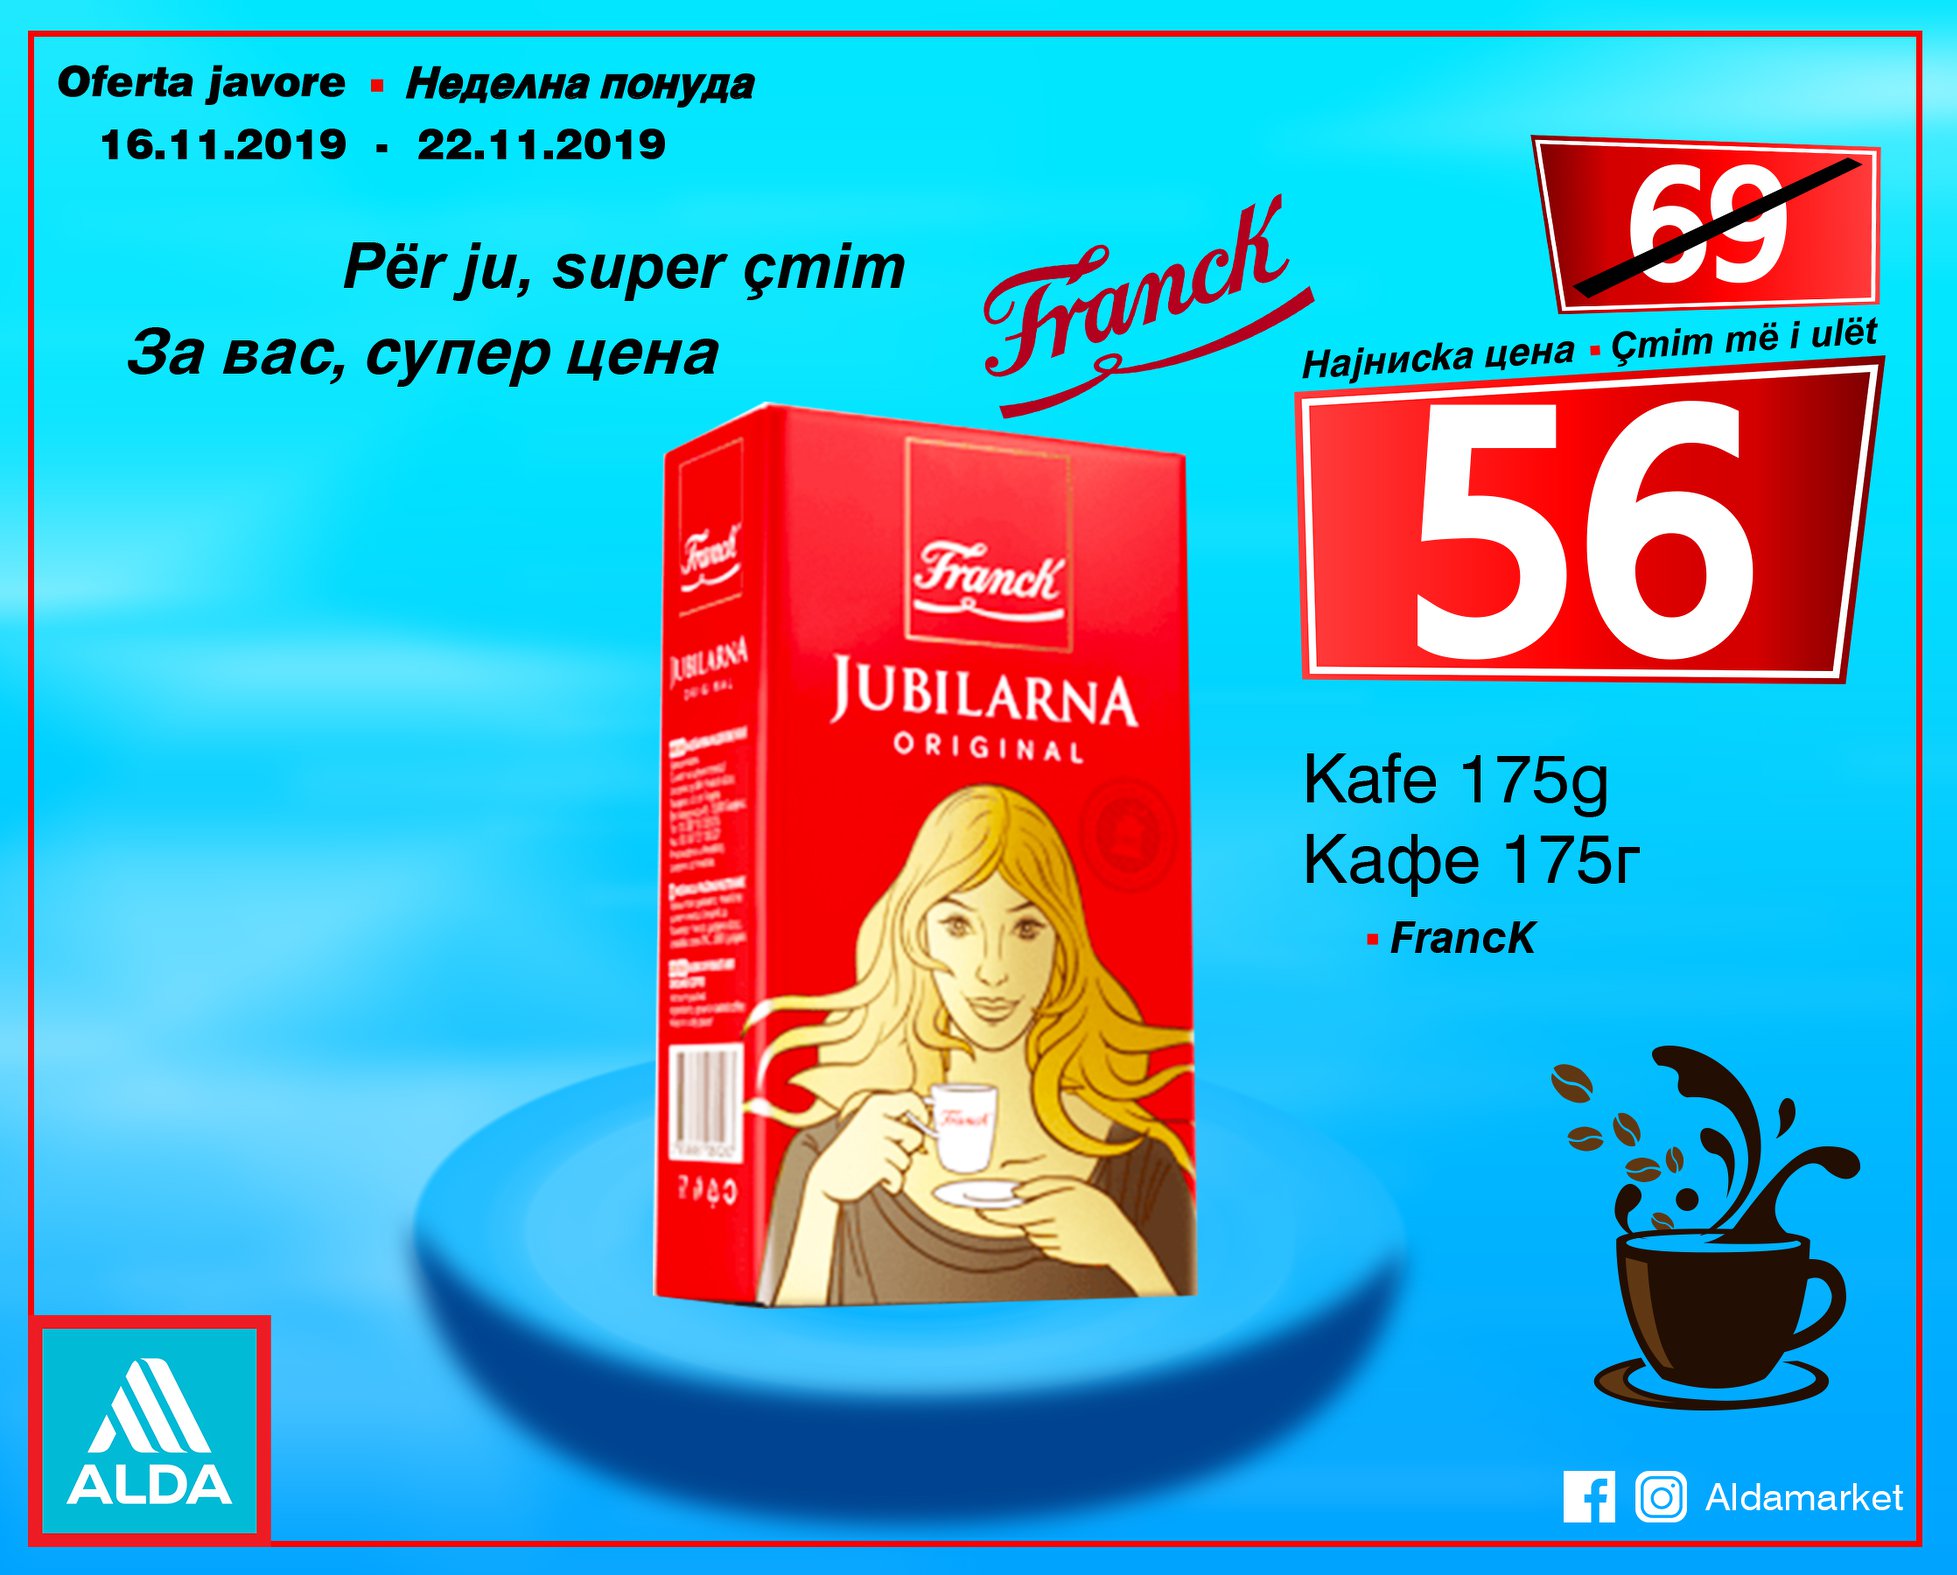 Oferta javore ▪ Неделна понуда
16.11.2019 - 22.11.2019
Për ju, super çmim
За вас, супер цена
Franck
69
Најниска цена ▪ Çmim më i ulët
56
Franck
JUBILARNA
ORIGINAL
Franck
JUBILARNA
ORIGINAL
Franck
Kafe 175g
Кафе 175г
▪ FrancK
ALDA
Aldamarket